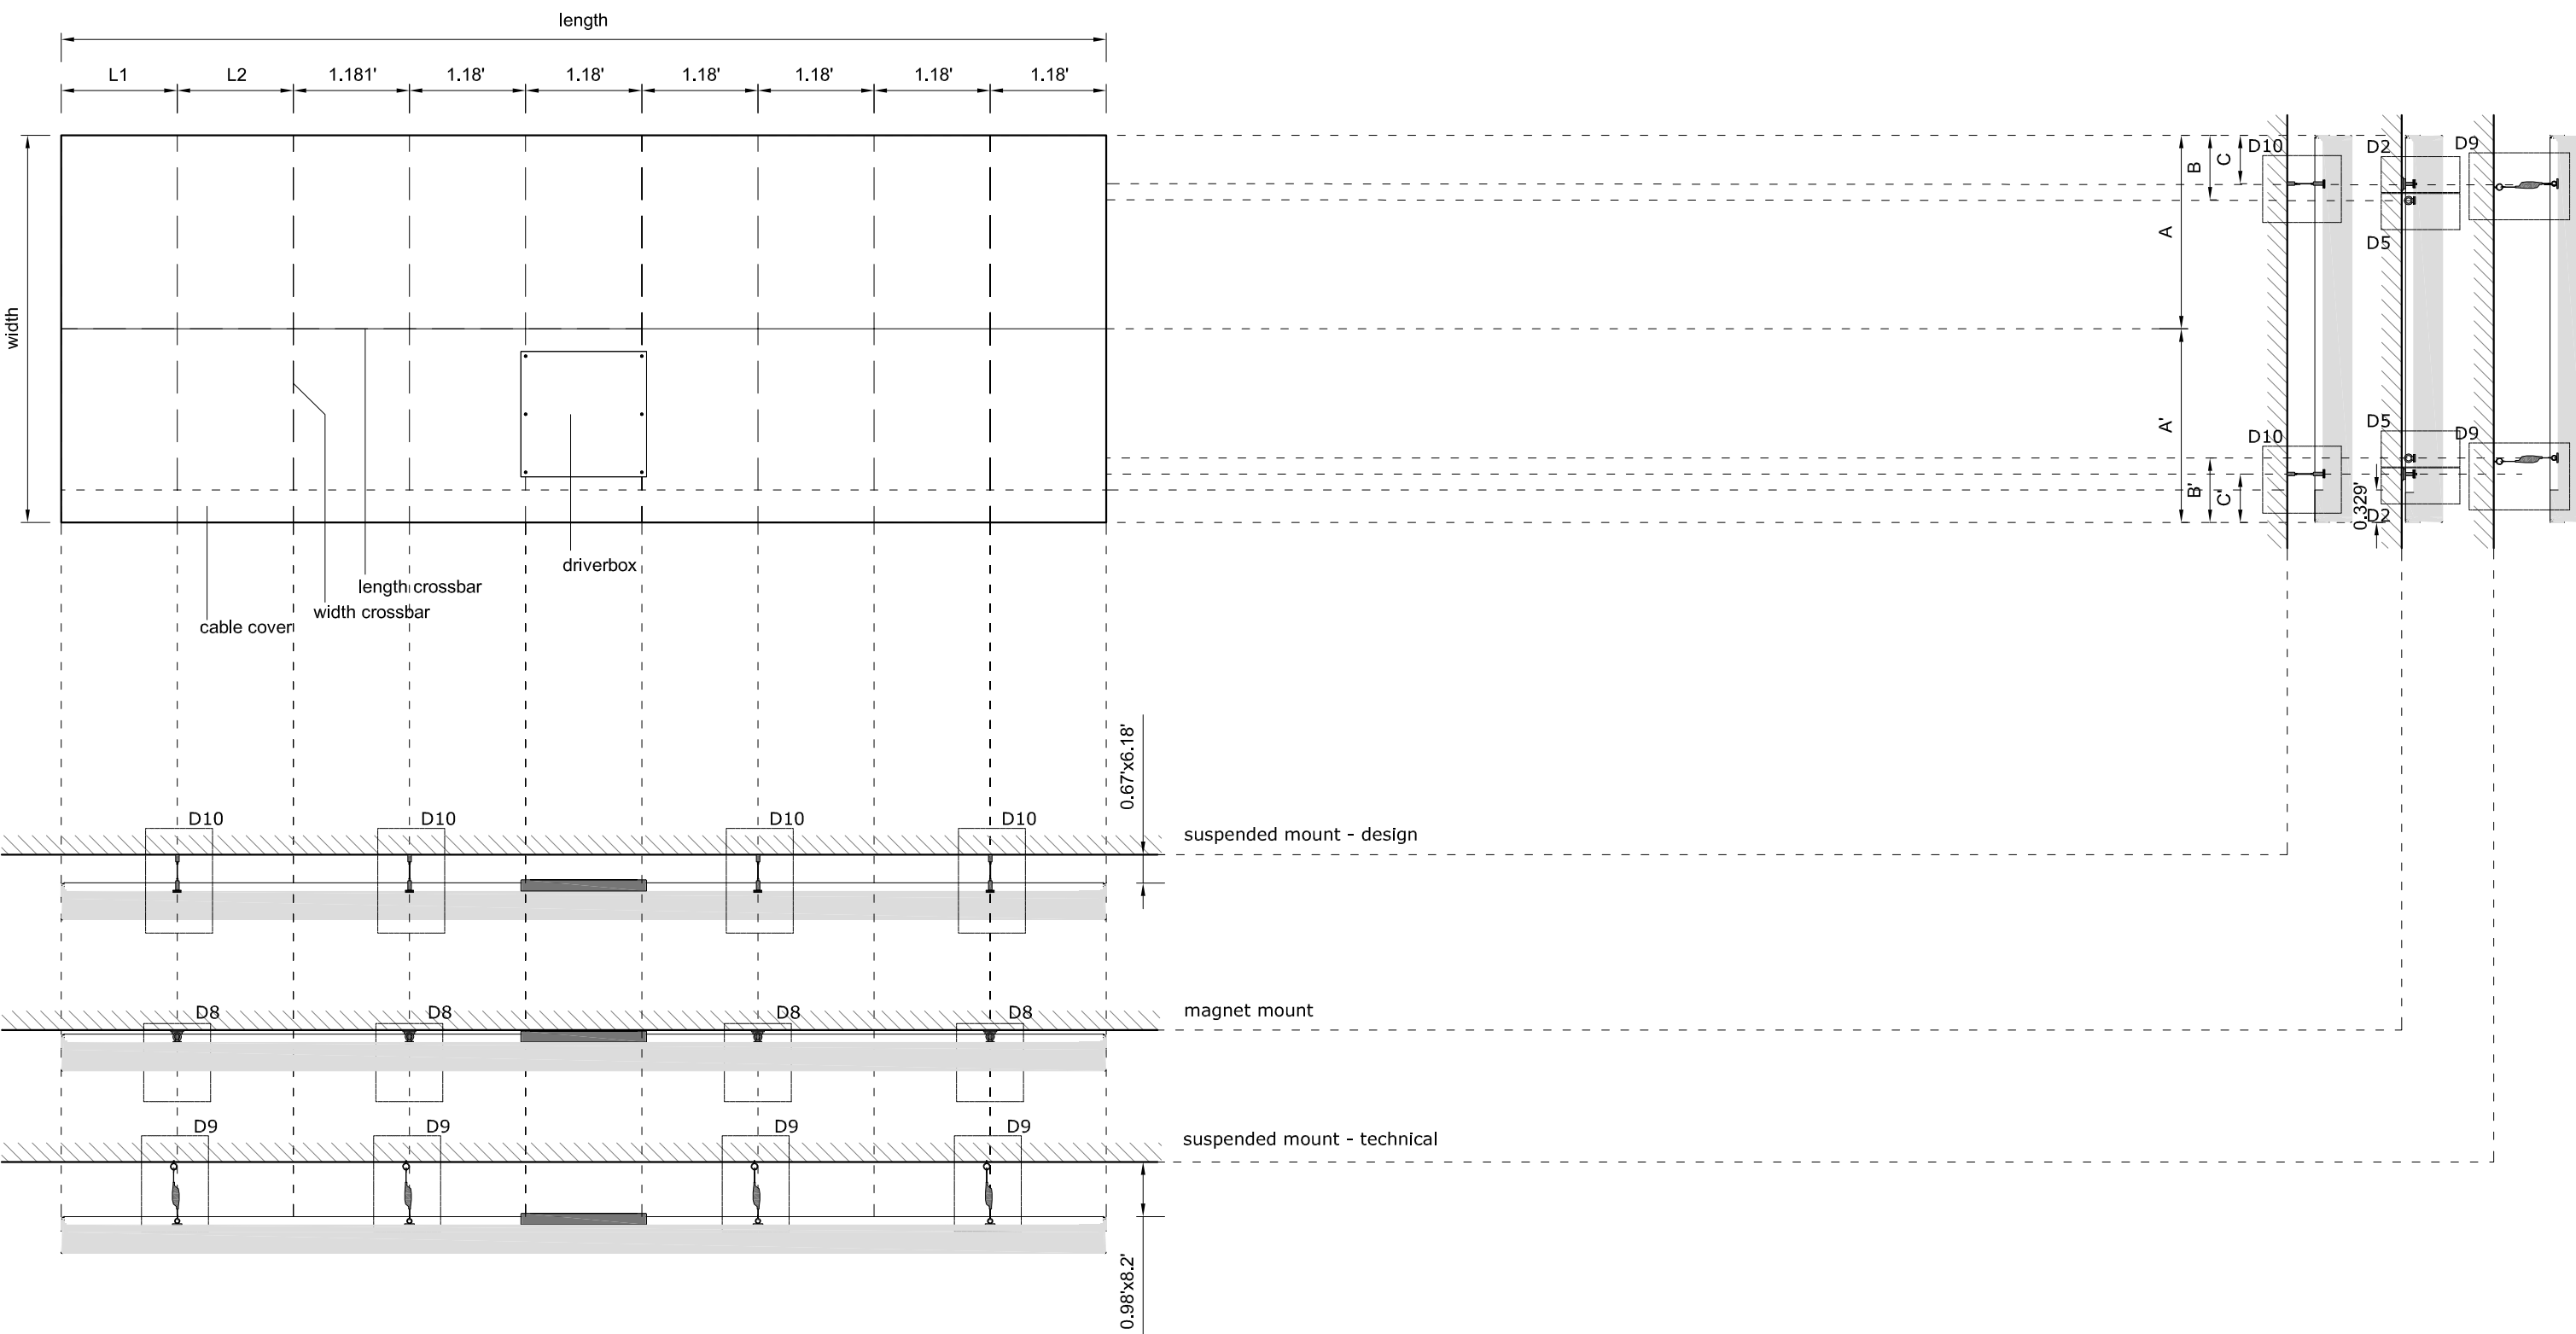 length
L1 L2 1.181' 1.18' 1.18' 1.18' 1.18' 1.18' 1.18'
width
A
B
C
D10 D2 D9
D5
A'
B'
C'
0.329'
D10 D5 D9
D2
driverbox
length crossbar
width crossbar
cable cover
0.67'x6.18'
D10 D10 D10 D10
suspended mount - design
D8 D8 D8 D8
magnet mount
D9 D9 D9 D9
suspended mount - technical
0.98'x8.2'